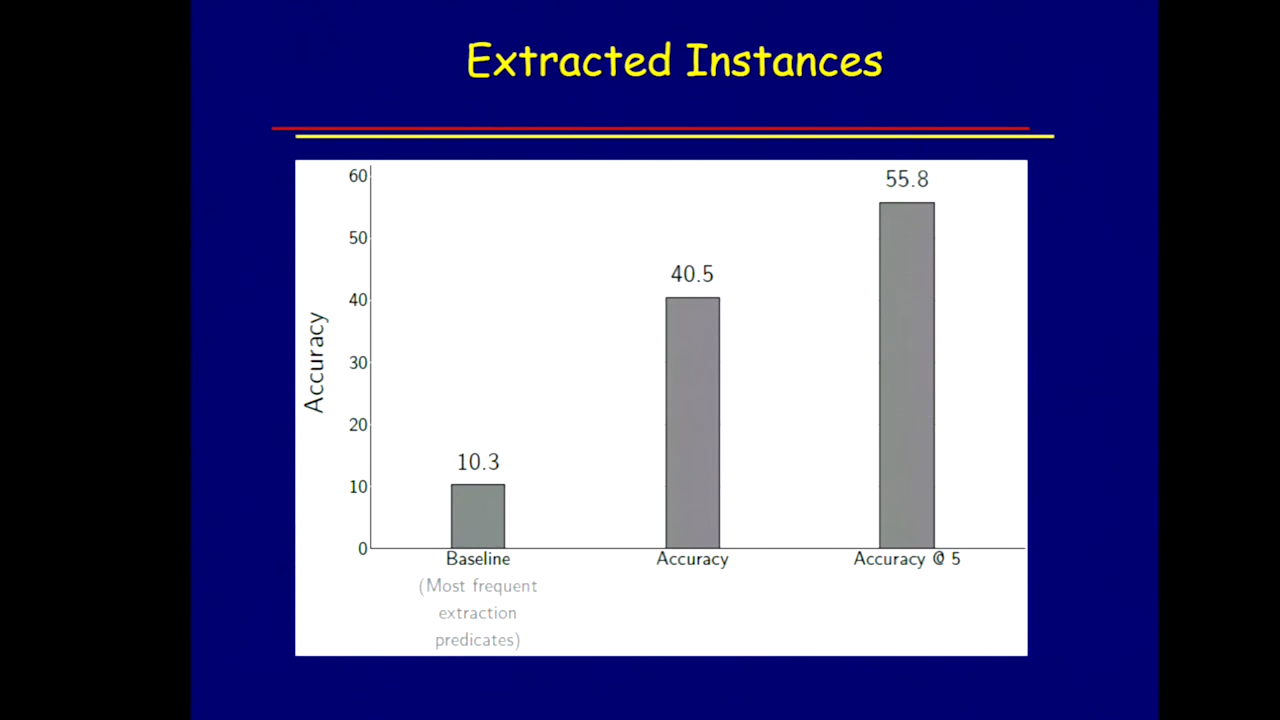 Extracted Instances
Accuracy
60
50
40
30
20
10
0
10.3
40.5
55.8
Baseline
(Most frequent
extraction
predicates)
Accuracy
Accuracy @ 5